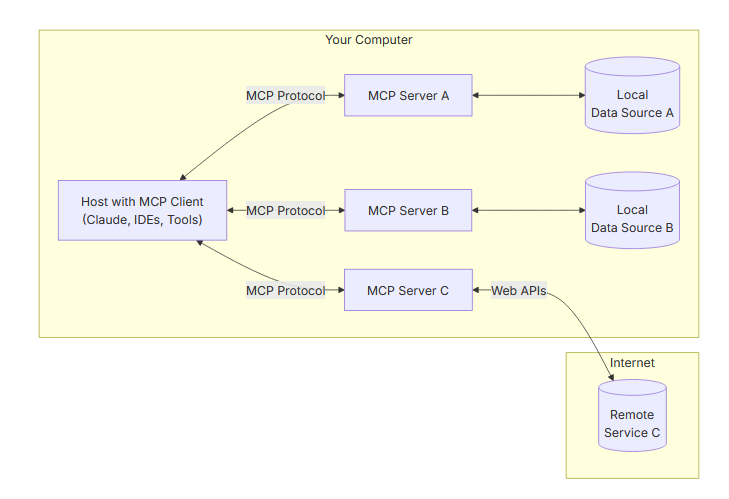 Your Computer
MCP Protocol
MCP Server A
Local
Data Source A
Host with MCP Client
(Claude, IDEs, Tools)
MCP Protocol
MCP Server B
Local
Data Source B
MCP Protocol
MCP Server C
Web APIs
Internet
Remote
Service C